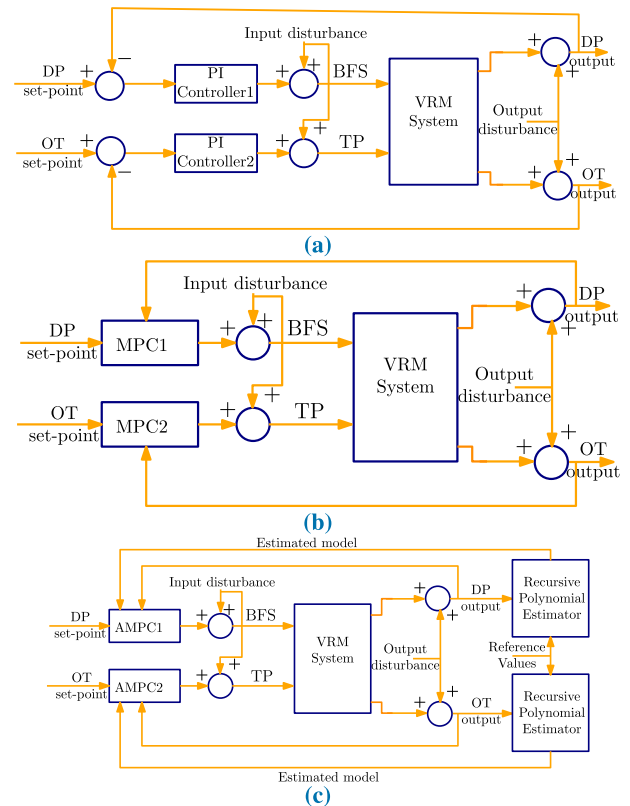 Input disturbance
DP
set-point
+
−
PI
Controller1
+
+
BFS
VRM
System
+
DP
output
+
Output
disturbance
OT
set-point
+
−
PI
Controller2
+
+
TP
+
+
OT
output
(a)
Input disturbance
DP
set-point
MPC1
+
+
BFS
VRM
System
+
DP
output
+
Output
disturbance
OT
set-point
MPC2
+
+
TP
+
+
OT
output
(b)
Estimated model
Input disturbance
DP
set-point
AMPC1
+
+
BFS
VRM
System
+
DP
output
+
Recursive
Polynomial
Estimator
Output
disturbance
Reference
Values
OT
set-point
AMPC2
+
+
TP
+
+
OT
output
Recursive
Polynomial
Estimator
Estimated model
(c)